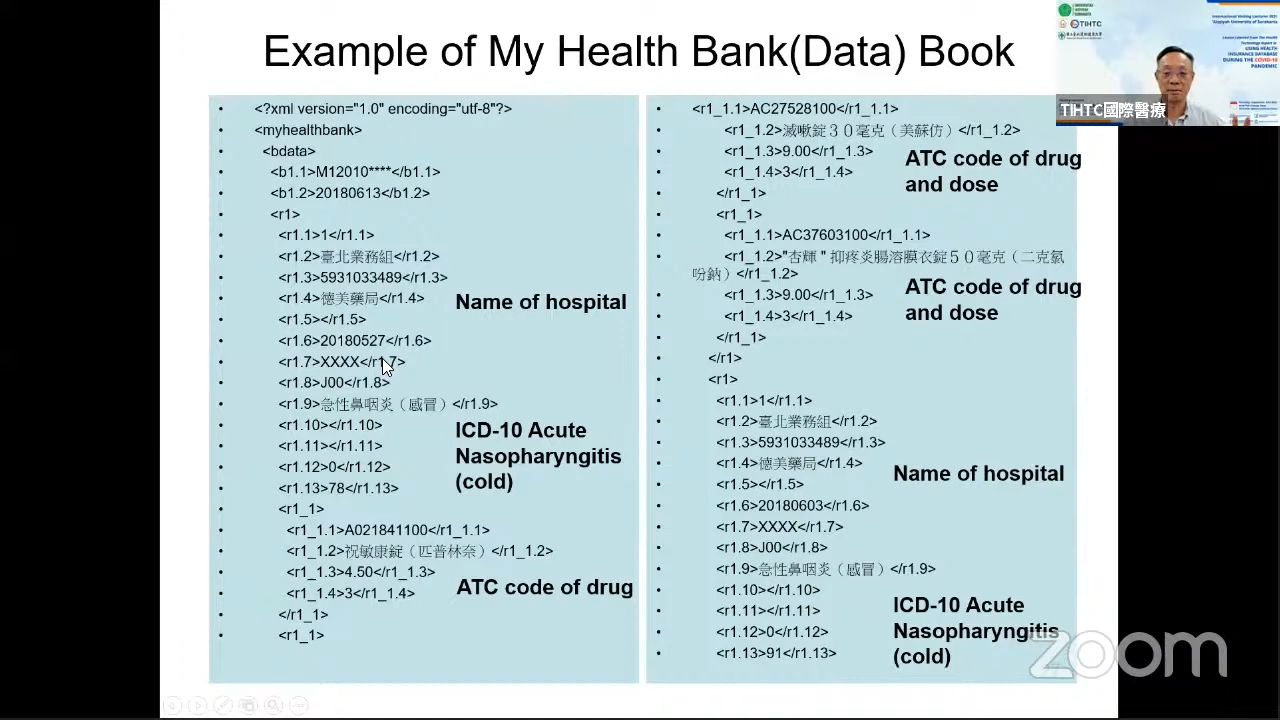 Example of My Health Bank(Data) Book
<?xml version="1.0" encoding="utf-8"?>
<myhealthbank>
<bdata>
<b1.1>M12010****</b1.1>
<b1.2>20180613</b1.2>
<r1>
<r1.1>1</r1.1>
<r1.2>臺北業務組</r1.2>
<r1.3>5931033489</r1.3>
<r1.4>德美藥局</r1.4>
Name of hospital
<r1.5></r1.5>
<r1.6>20180527</r1.6>
<r1.7>XXXX</r1.7>
<r1.8>J00</r1.8>
<r1.9>急性鼻咽炎（感冒）</r1.9>
<r1.10></r1.10>
<r1.11></r1.11>
<r1.12>0</r1.12>
<r1.13>78</r1.13>
ICD-10 Acute
Nasopharyngitis
(cold)
<r1_1>
<r1_1.1>A021841100</r1_1.1>
<r1_1.2>祝敏康錠（匹普林奈）</r1_1.2>
<r1_1.3>4.50</r1_1.3>
<r1_1.4>3</r1_1.4>
ATC code of drug
</r1_1>
<r1_1>
<r1_1.1>AC27528100</r1_1.1>
<r1_1.2>滅啾錠３０毫克（美蘇仿）</r1_1.2>
<r1_1.3>9.00</r1_1.3>
<r1_1.4>3</r1_1.4>
ATC code of drug
and dose
</r1_1>
<r1_1>
<r1_1.1>AC37603100</r1_1.1>
<r1_1.2>"杏輝＂抑疼炎腸溶膜衣錠５０毫克（二克氯
吩鈉）</r1_1.2>
<r1_1.3>9.00</r1_1.3>
<r1_1.4>3</r1_1.4>
ATC code of drug
and dose
</r1_1>
</r1>
<r1>
<r1.1>1</r1.1>
<r1.2>臺北業務組</r1.2>
<r1.3>5931033489</r1.3>
<r1.4>德美藥局</r1.4>
Name of hospital
<r1.5></r1.5>
<r1.6>20180603</r1.6>
<r1.7>XXXX</r1.7>
<r1.8>J00</r1.8>
<r1.9>急性鼻咽炎（感冒）</r1.9>
<r1.10></r1.10>
<r1.11></r1.11>
<r1.12>0</r1.12>
<r1.13>91</r1.13>
ICD-10 Acute
Nasopharyngitis
(cold)
TIHTC
USING HEALTH
INSURANCE DATABASE
DURING THE COVID-19
PANDEMIC
TIHTC國際醫療
zoom